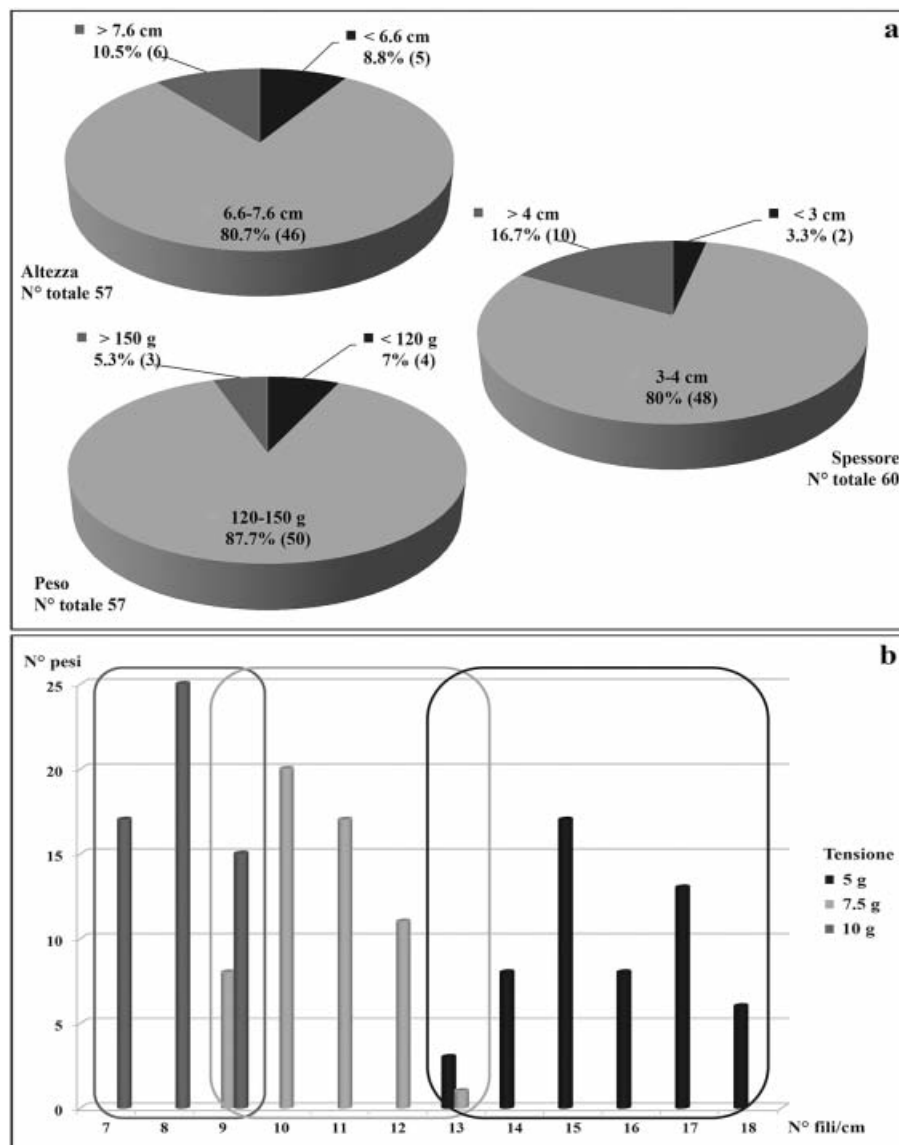 a
> 7.6 cm
10.5% (6)
< 6.6 cm
8.8% (5)
6.6-7.6 cm
80.7% (46)
Altezza
N° totale 57
> 4 cm
16.7% (10)
< 3 cm
3.3% (2)
3-4 cm
80% (48)
Spessore
N° totale 60
> 150 g
5.3% (3)
< 120 g
7% (4)
120-150 g
87.7% (50)
Peso
N° totale 57
b
N° pesi
25
20
15
10
5
0
7 8 9 10 11 12 13 14 15 16 17 18 N° fili/cm
Tensione
5 g
7.5 g
10 g